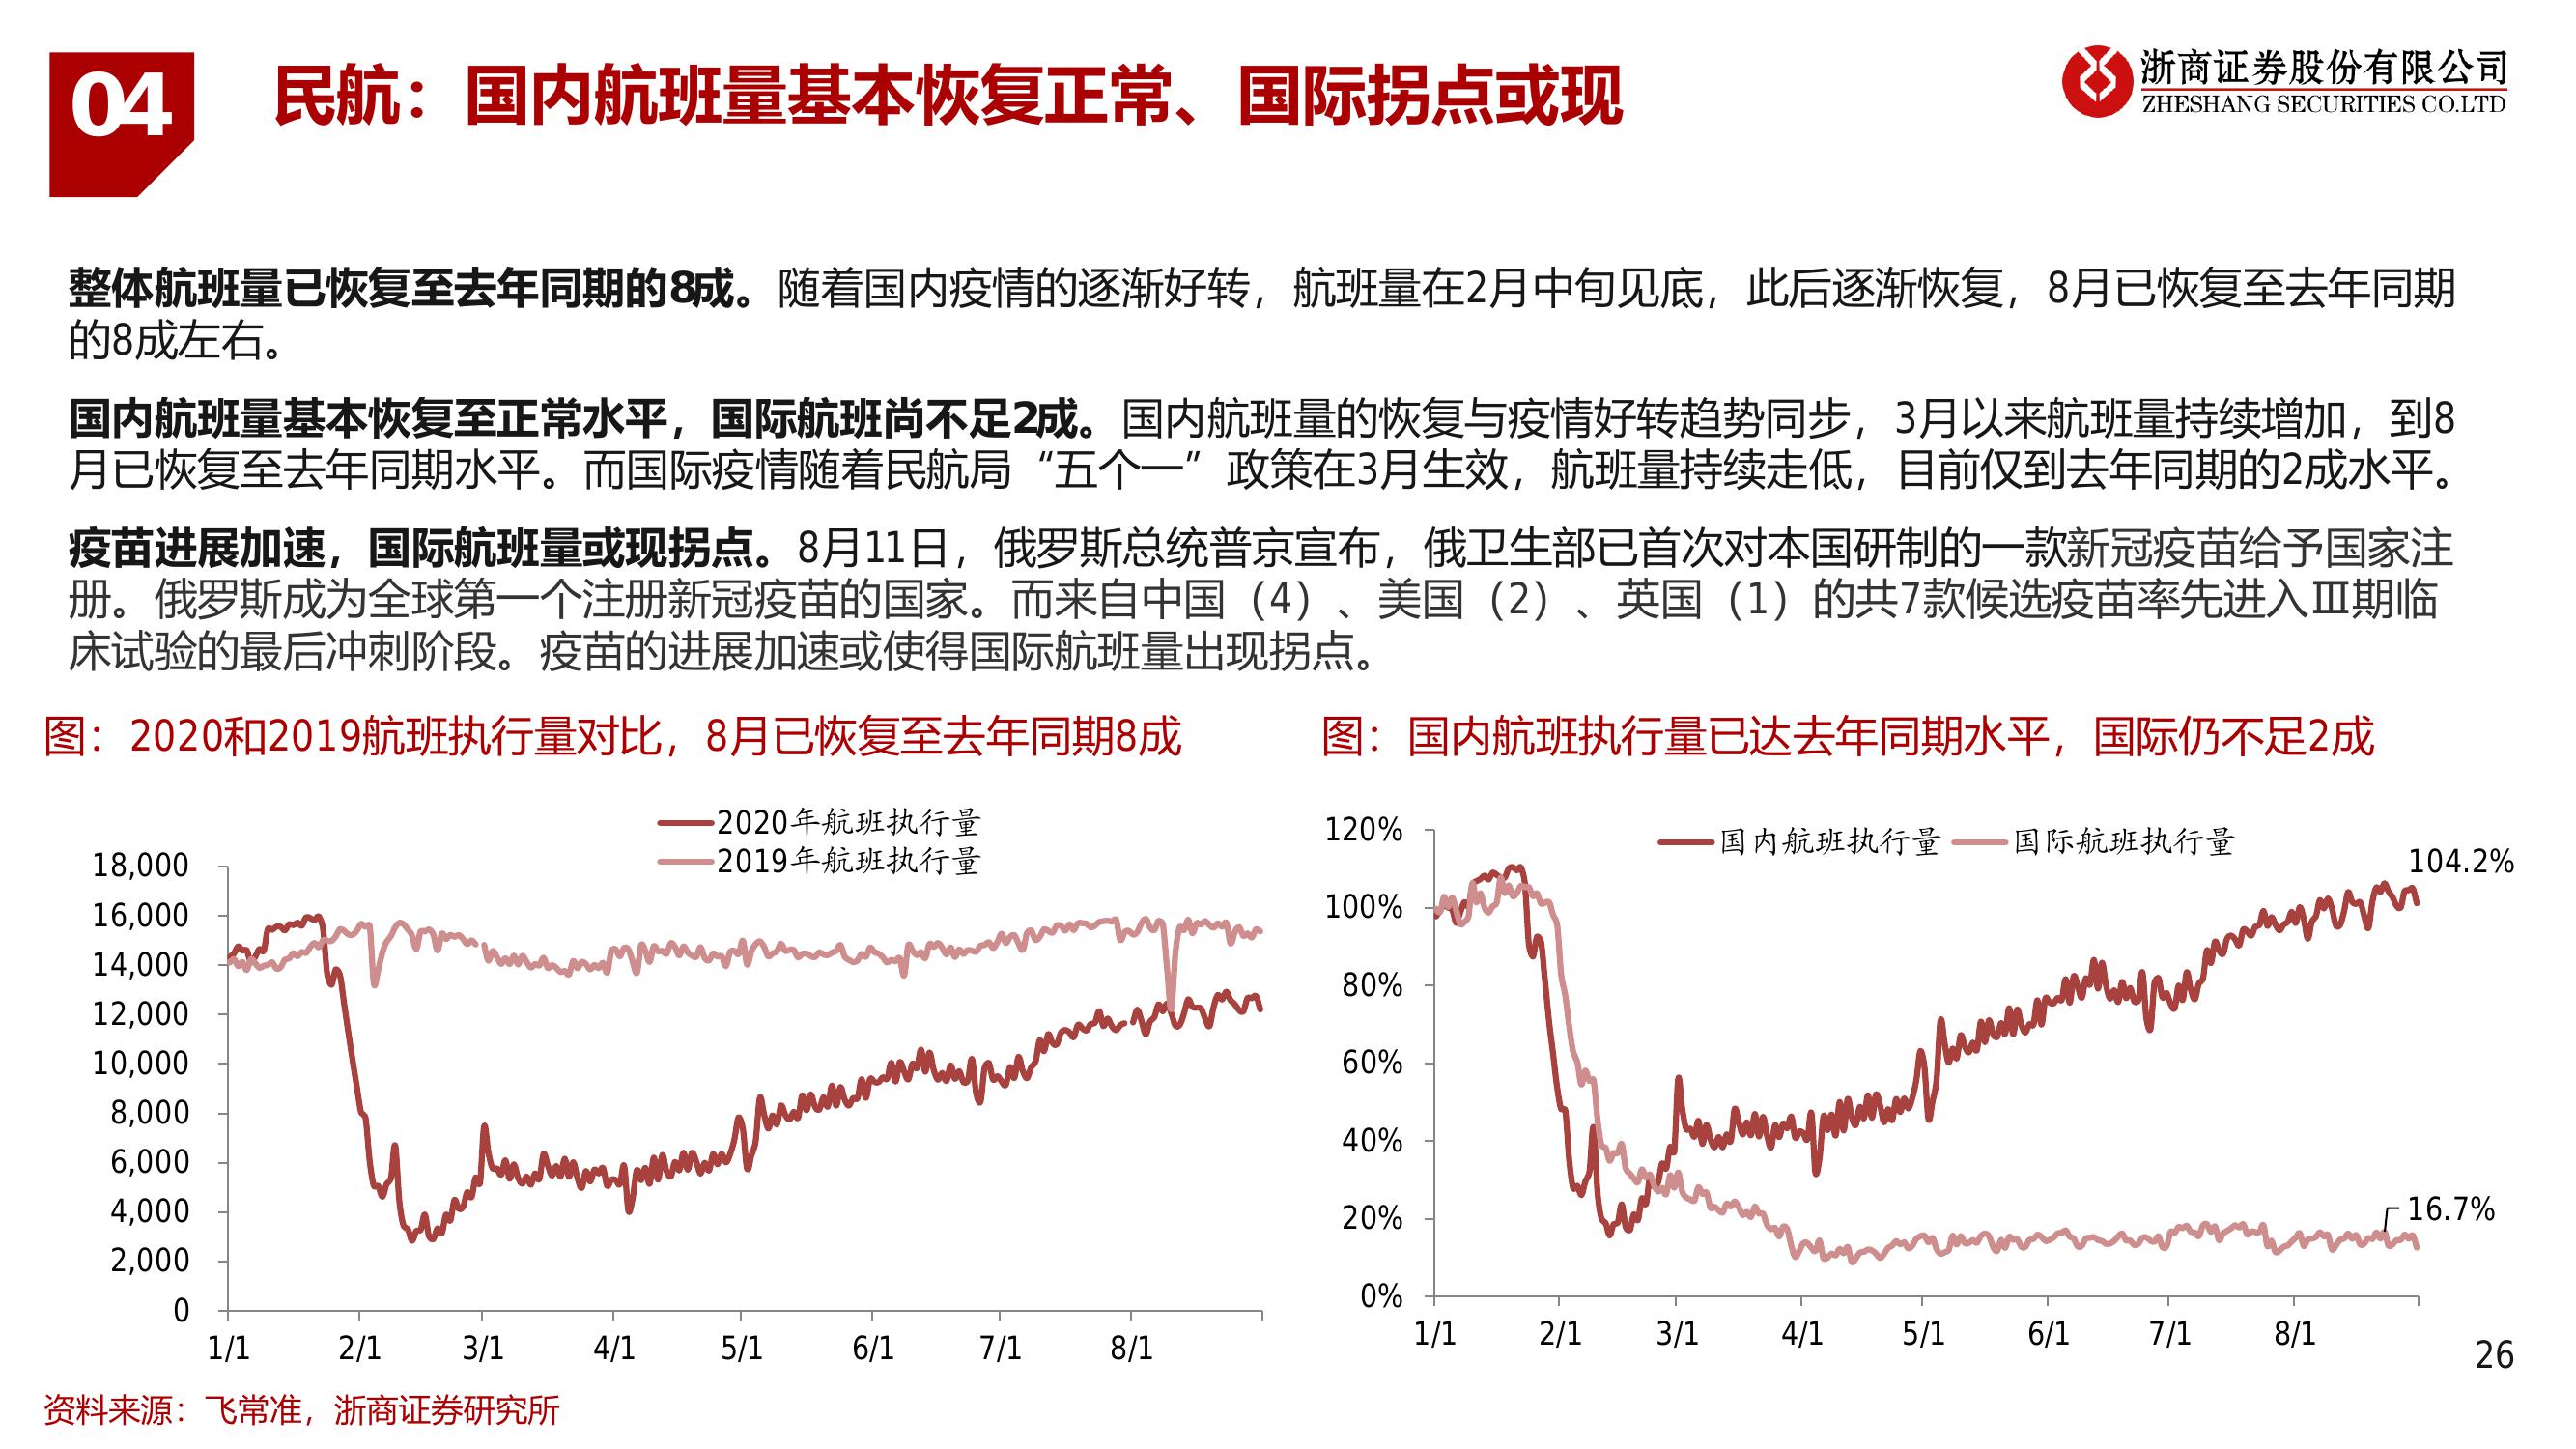 04
民航：国内航班量基本恢复正常、国际拐点或现
浙商证券股份有限公司
ZHESHANG SECURITIES CO.LTD
整体航班量已恢复至去年同期的8成。随着国内疫情的逐渐好转，航班量在2月中旬见底，此后逐渐恢复，8月已恢复至去年同期
的8成左右。
国内航班量基本恢复至正常水平，国际航班尚不足2成。国内航班量的恢复与疫情好转趋势同步，3月以来航班量持续增加，到8
月已恢复至去年同期水平。而国际疫情随着民航局“五个一”政策在3月生效，航班量持续走低，目前仅到去年同期的2成水平。
疫苗进展加速，国际航班量或现拐点。8月11日，俄罗斯总统普京宣布，俄卫生部已首次对本国研制的一款新冠疫苗给予国家注
册。俄罗斯成为全球第一个注册新冠疫苗的国家。而来自中国（4）、美国（2）、英国（1）的共7款候选疫苗率先进入Ⅲ期临
床试验的最后冲刺阶段。疫苗的进展加速或使得国际航班量出现拐点。
图：2020和2019航班执行量对比，8月已恢复至去年同期8成
2020年航班执行量
2019年航班执行量
18,000
16,000
14,000
12,000
10,000
8,000
6,000
4,000
2,000
0
1/1 2/1 3/1 4/1 5/1 6/1 7/1 8/1
图：国内航班执行量已达去年同期水平，国际仍不足2成
国内航班执行量 国际航班执行量
120%
100%
80%
60%
40%
20%
0%
104.2%
16.7%
1/1 2/1 3/1 4/1 5/1 6/1 7/1 8/1
26
资料来源：飞常准，浙商证券研究所